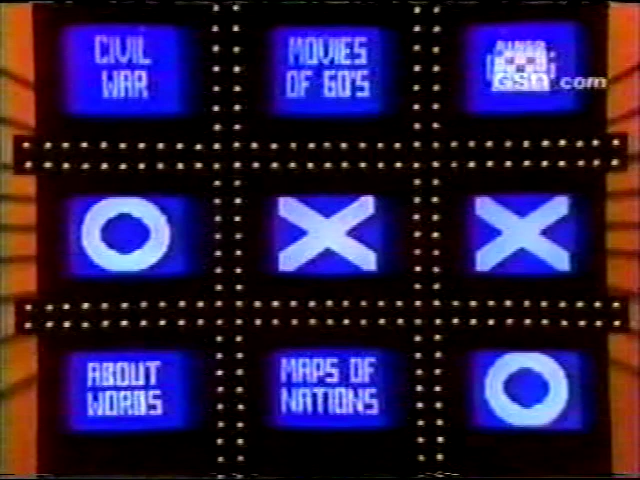 CIVIL
WAR
MOVIES
OF 60'S
GSN.com
O
X
X
ABOUT
WORDS
MAPS OF
NATIONS
O